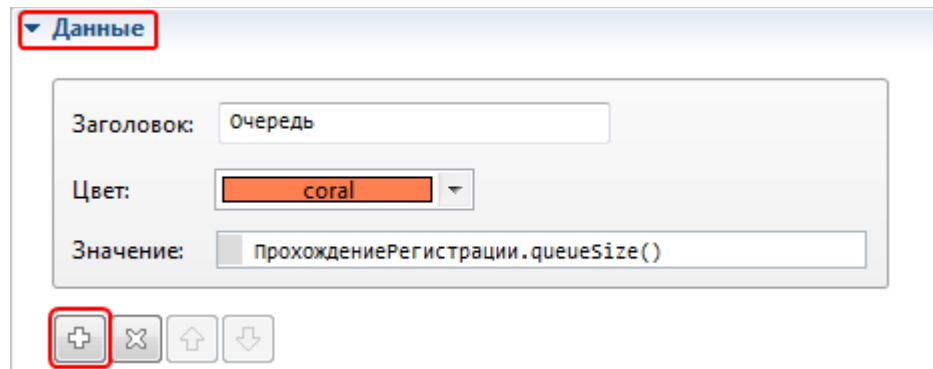 Данные
Заголовок: Очередь
Цвет: coral
Значение: ПрохождениеРегистрации.queueSize()